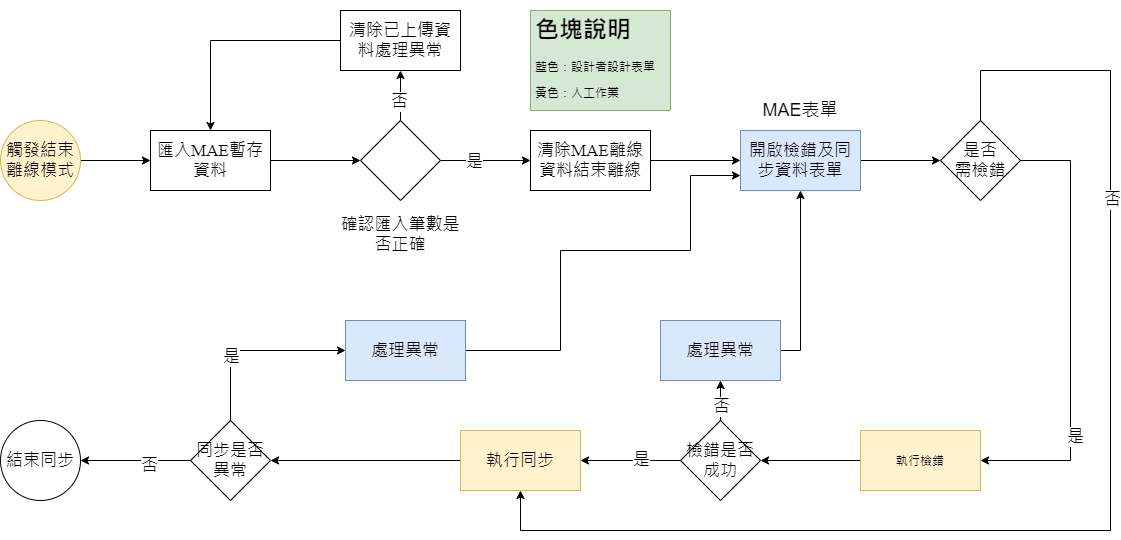 清除已上傳資
料處理異常
色塊說明
藍色：設計者設計表單
黃色：人工作業
否
MAE表單
觸發結束
離線模式
匯入MAE暫存
資料
是
清除MAE離線
資料結束離線
開啟檢錯及同
步資料表單
是否
需檢錯
否
確認匯入筆數是
否正確
處理異常
處理異常
是
否
是
結束同步
否
同步是否
異常
執行同步
是
檢錯是否
成功
執行檢錯